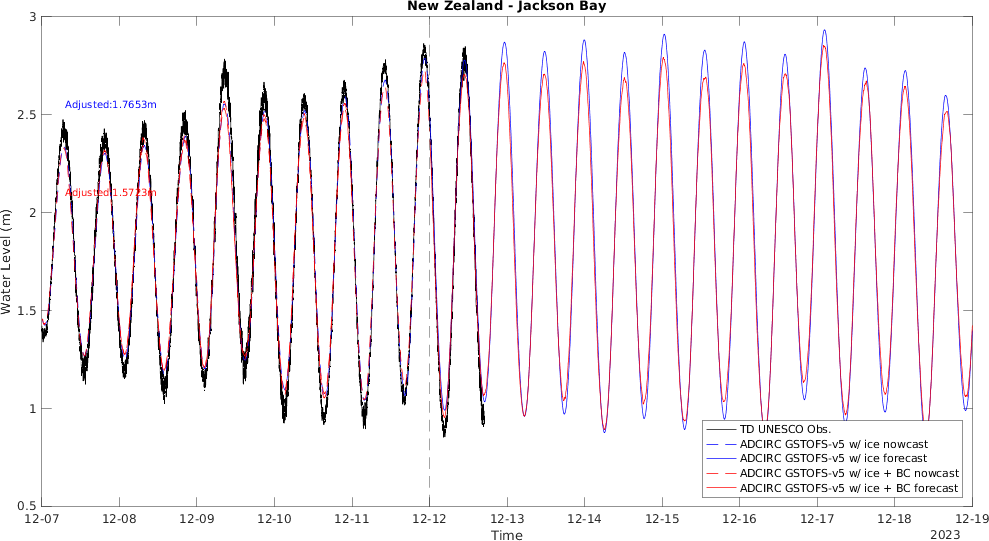 New Zealand - Jackson Bay
3
2.5
2
1.5
1
0.5
Water Level (m)
Adjusted:1.7653m
Adjusted:1.5723m
TD UNESCO Obs.
ADCIRC GSTOFS-v5 w/ ice nowcast
ADCIRC GSTOFS-v5 w/ ice forecast
ADCIRC GSTOFS-v5 w/ ice + BC nowcast
ADCIRC GSTOFS-v5 w/ ice + BC forecast
12-07 12-08 12-09 12-10 12-11 12-12 12-13 12-14 12-15 12-16 12-17 12-18 12-19
Time
2023